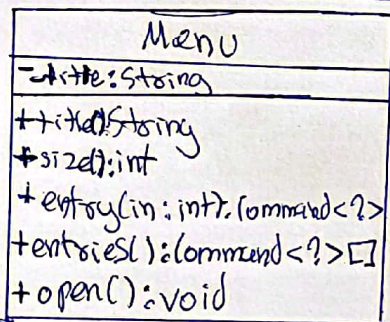 Menu
-title:String
+title():String
+size():int
+entry(in:int):Command<?>
+entries():Command<?>[]
+open():void